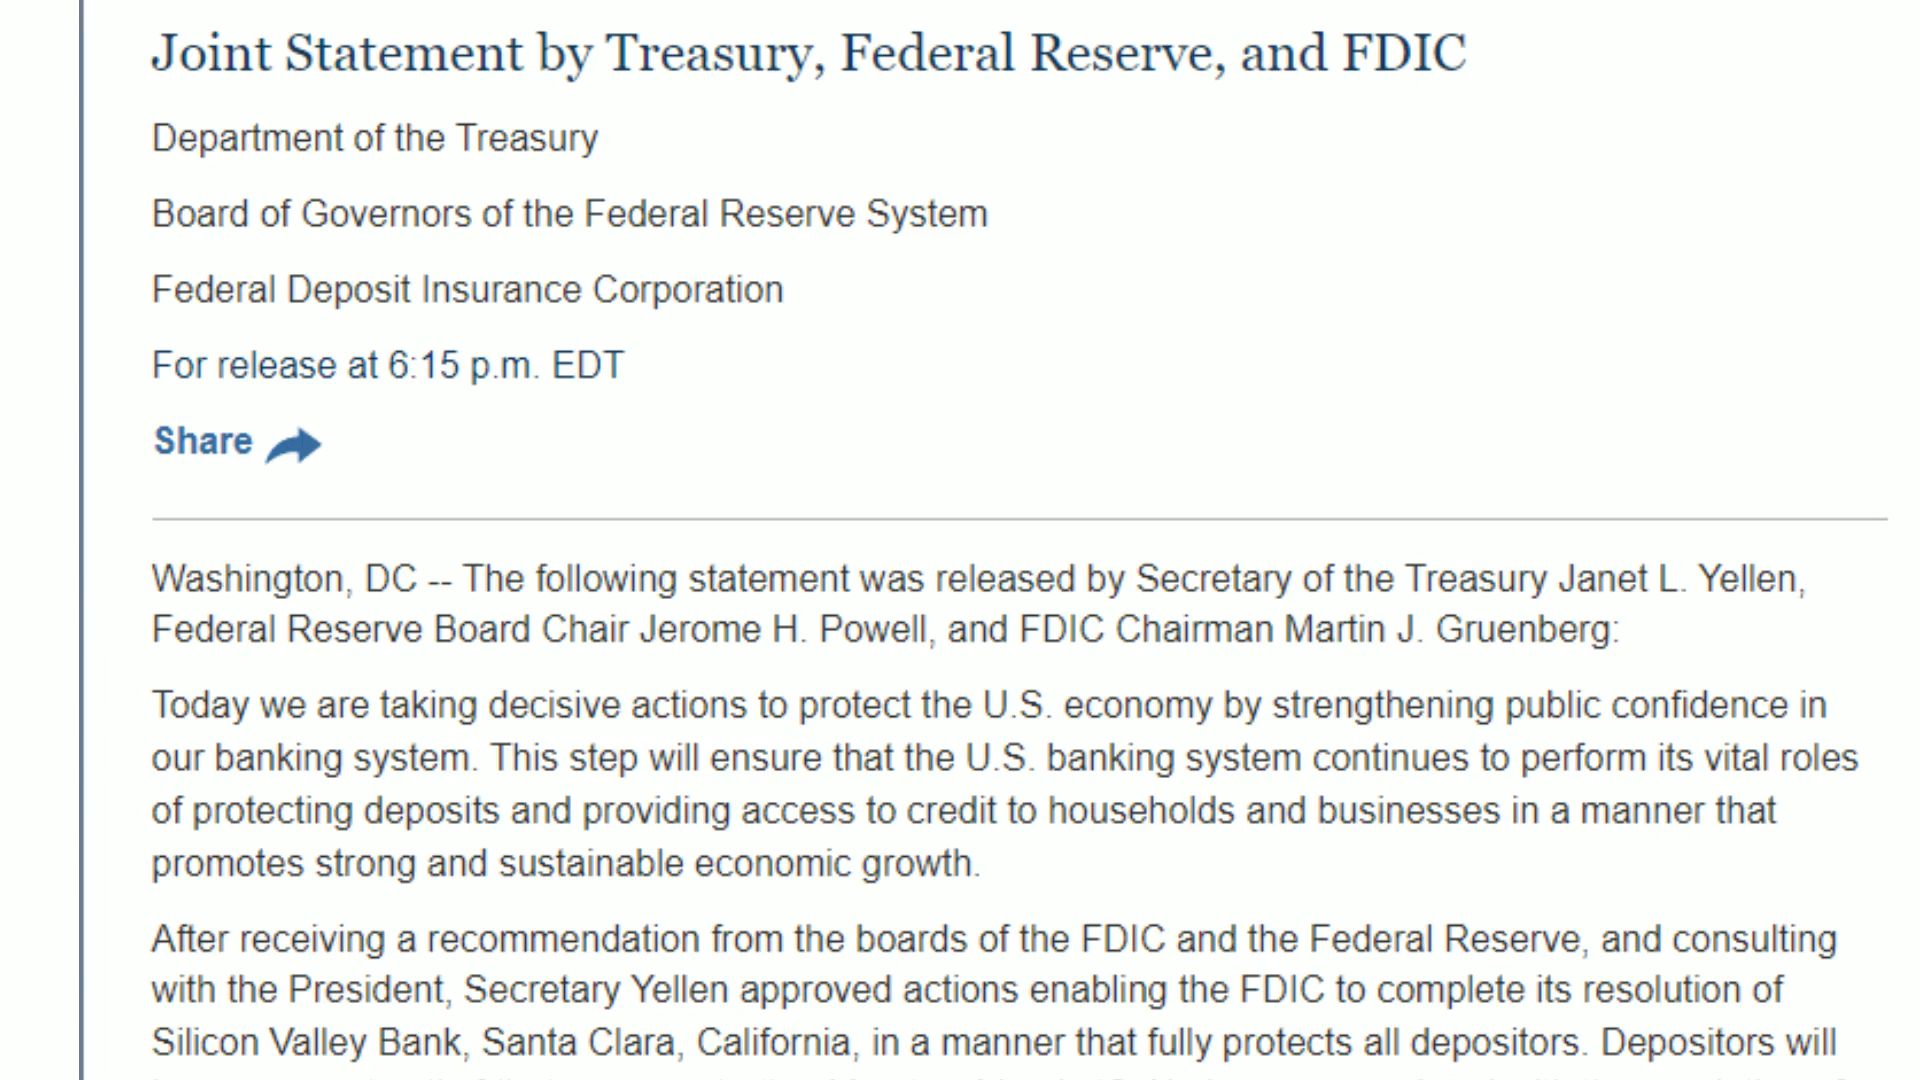 Joint Statement by Treasury, Federal Reserve, and FDIC
Department of the Treasury
Board of Governors of the Federal Reserve System
Federal Deposit Insurance Corporation
For release at 6:15 p.m. EDT
Share
Washington, DC -- The following statement was released by Secretary of the Treasury Janet L. Yellen,
Federal Reserve Board Chair Jerome H. Powell, and FDIC Chairman Martin J. Gruenberg:
Today we are taking decisive actions to protect the U.S. economy by strengthening public confidence in
our banking system. This step will ensure that the U.S. banking system continues to perform its vital roles
of protecting deposits and providing access to credit to households and businesses in a manner that
promotes strong and sustainable economic growth.
After receiving a recommendation from the boards of the FDIC and the Federal Reserve, and consulting
with the President, Secretary Yellen approved actions enabling the FDIC to complete its resolution of
Silicon Valley Bank, Santa Clara, California, in a manner that fully protects all depositors. Depositors will